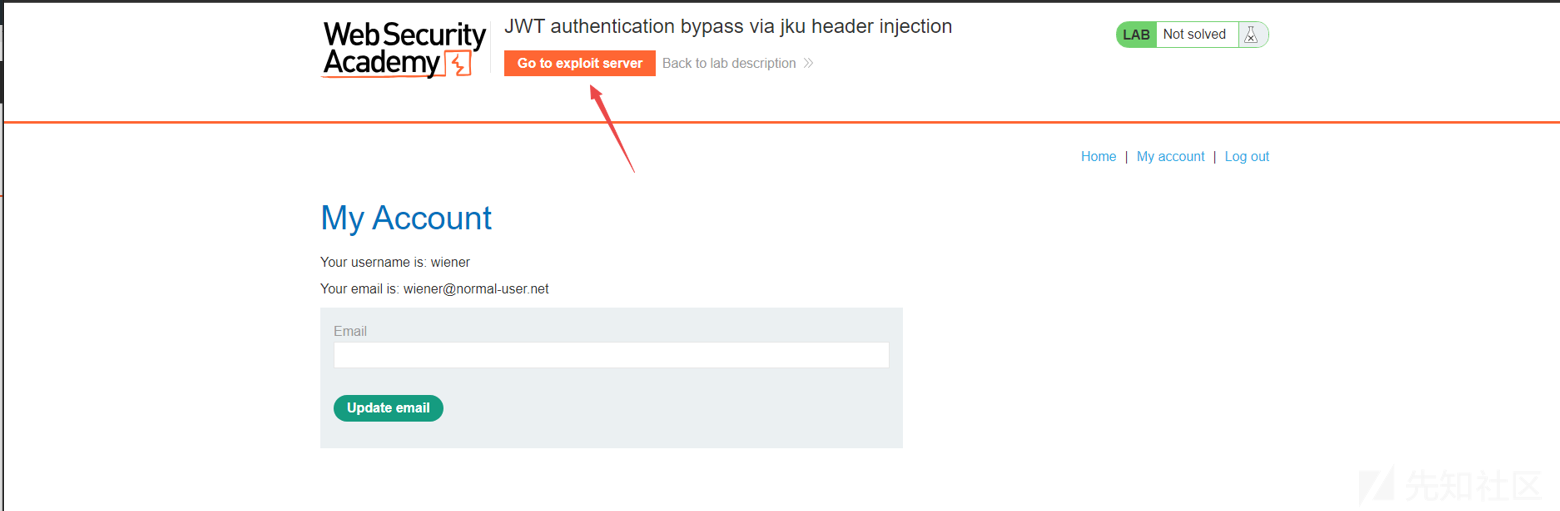 Web Security
Academy
JWT authentication bypass via jku header injection
Go to exploit server
Back to lab description
LAB
Not solved
Home | My account | Log out
My Account
Your username is: wiener
Your email is: wiener@normal-user.net
Email
Update email
先知社区